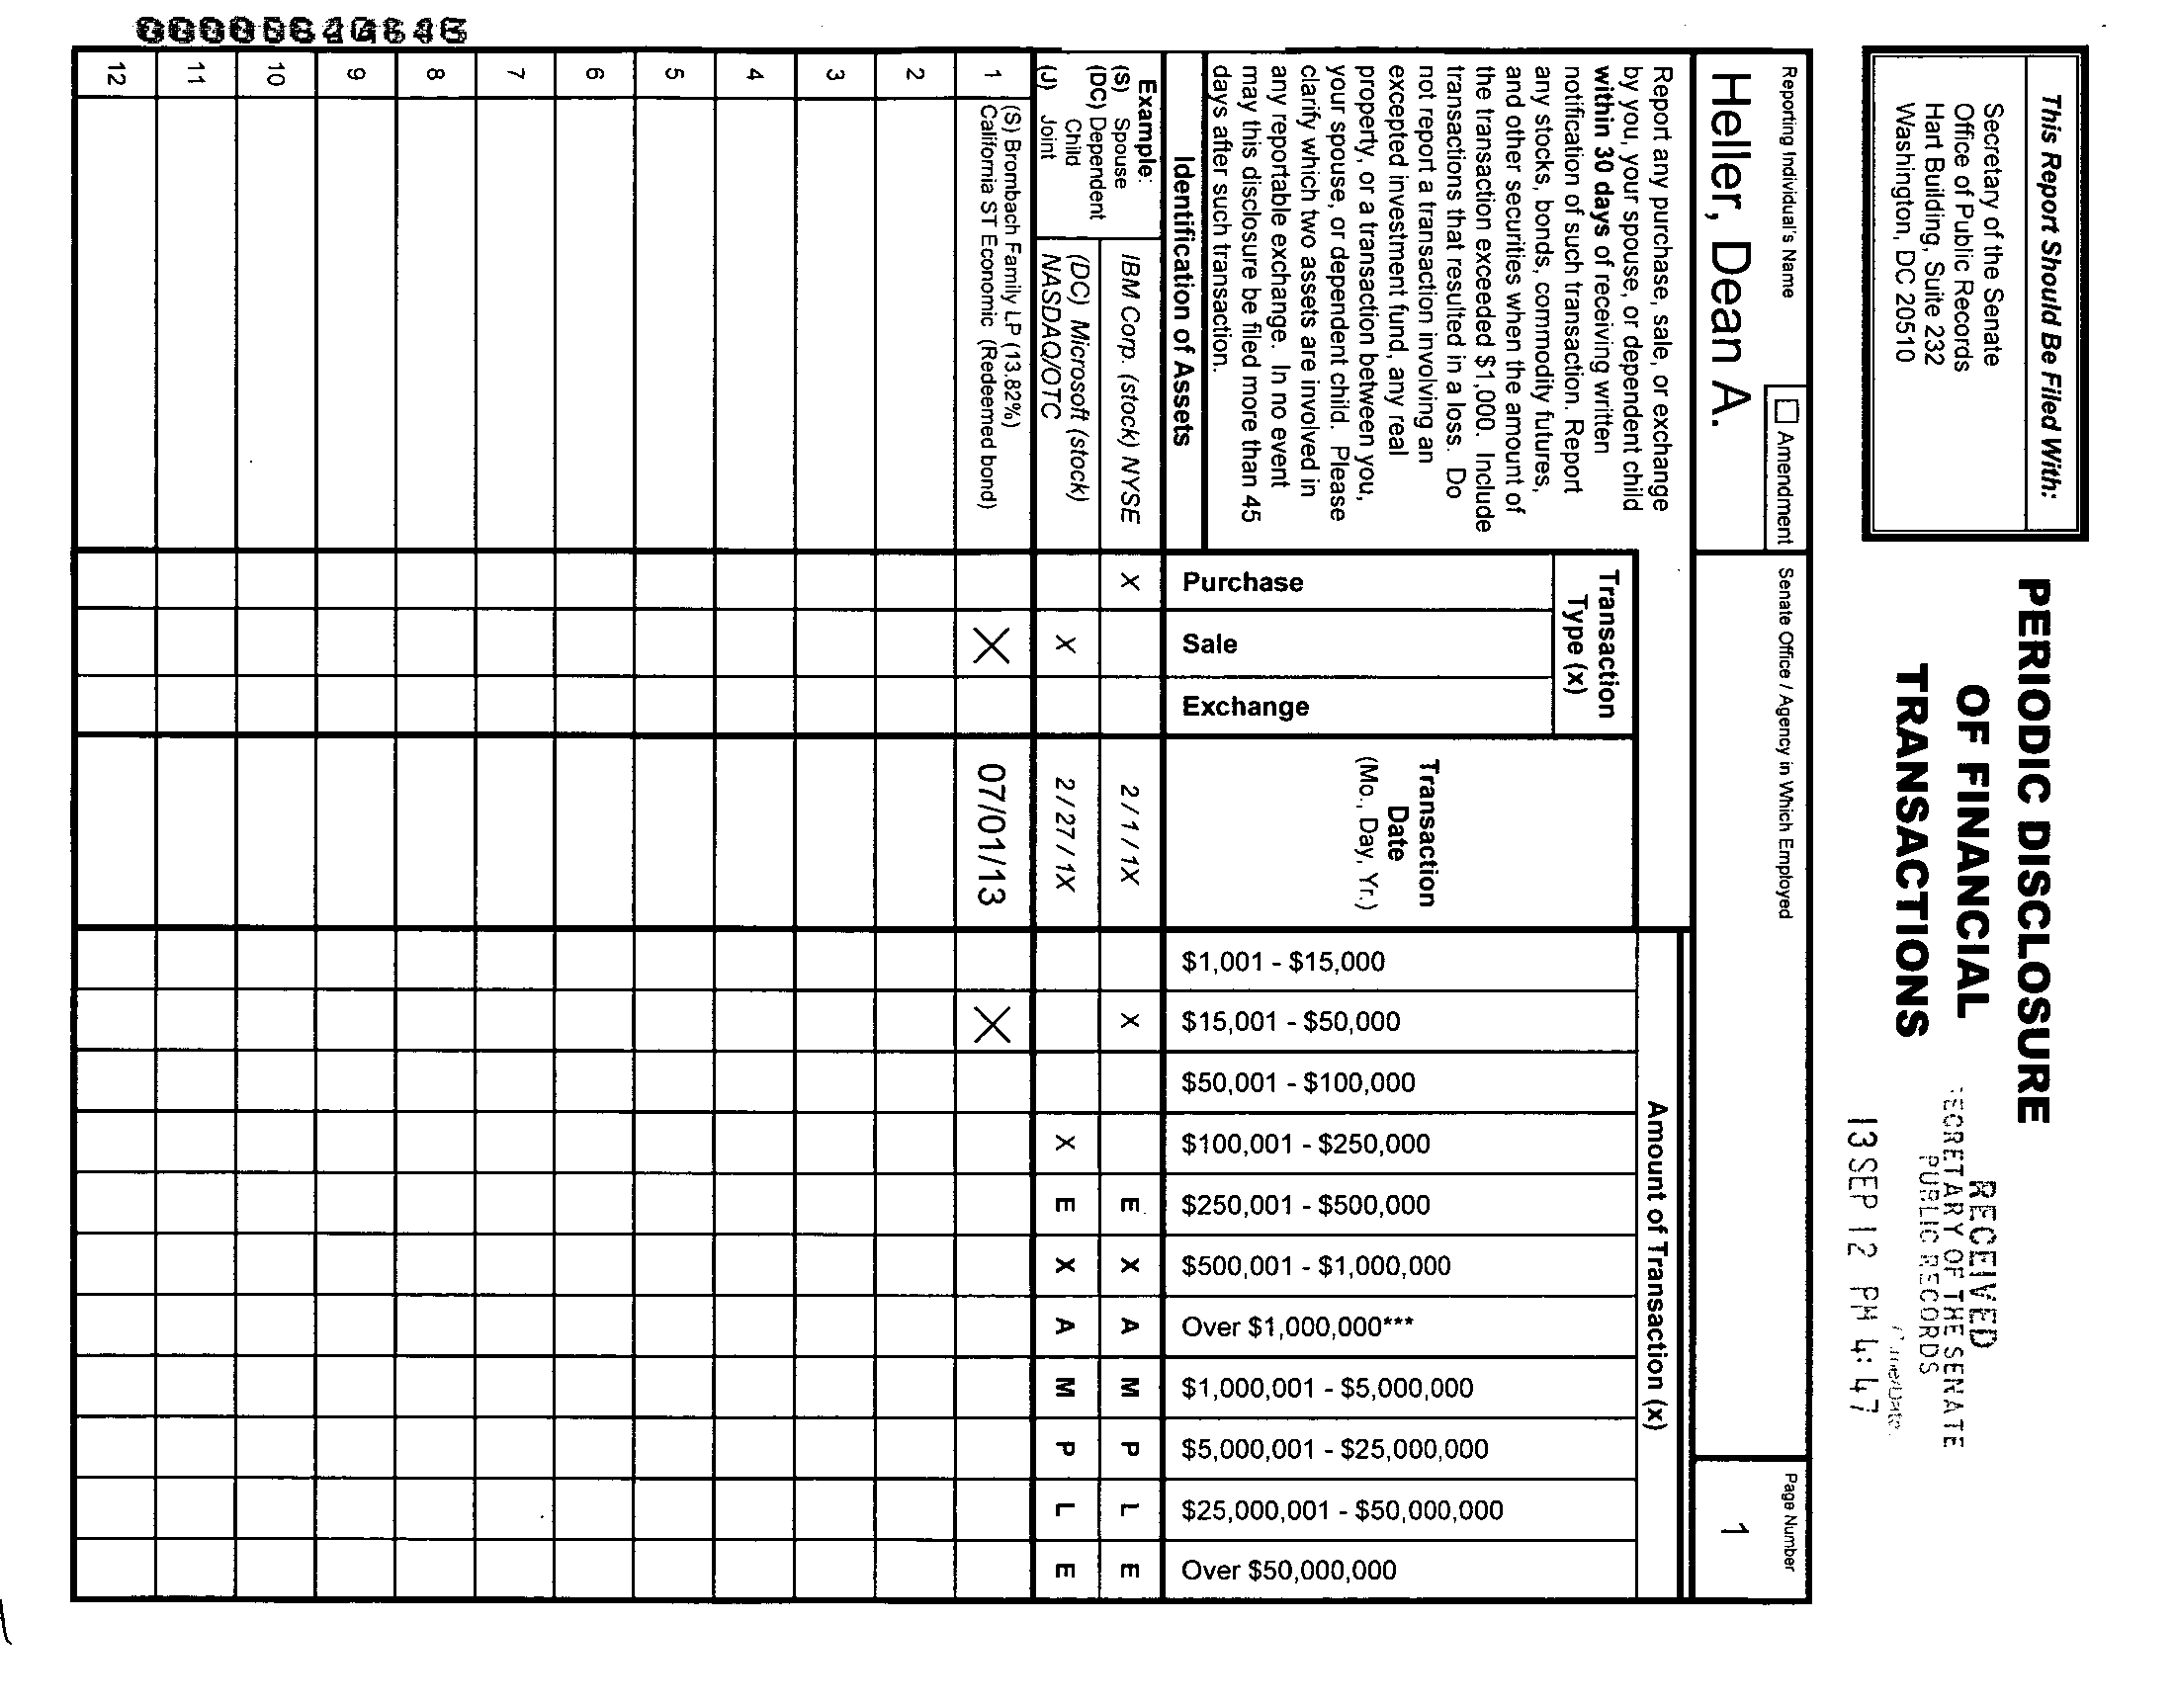 This Report Should Be Filed With:
Secretary of the Senate
Office of Public Records
Hart Building, Suite 232
Washington, DC 20510
PERIODIC DISCLOSURE
OF FINANCIAL
TRANSACTIONS
RECEIVED
SECRETARY OF THE SENATE
PUBLIC RECORDS
13 SEP 12 PM 4:47
Reporting Individual's Name
Amendment
Senate Office / Agency in Which Employed
Page Number
Heller, Dean A.
1
Report any purchase, sale, or exchange
by you, your spouse, or dependent child
within 30 days of receiving written
notification of such transaction. Report
any stocks, bonds, commodity futures,
and other securities when the amount of
the transaction exceeded $1,000. Include
transactions that resulted in a loss. Do
not report a transaction involving an
excepted investment fund, any real
property, or a transaction between you,
your spouse, or dependent child. Please
clarify which two assets are involved in
any reportable exchange. In no event
may this disclosure be filed more than 45
days after such transaction.
Identification of Assets
Transaction
Type (x)
Purchase
Sale
Exchange
Transaction
Date
(Mo., Day, Yr.)
Amount of Transaction (x)
$1,001 - $15,000
$15,001 - $50,000
$50,001 - $100,000
$100,001 - $250,000
$250,001 - $500,000
$500,001 - $1,000,000
Over $1,000,000***
$1,000,001 - $5,000,000
$5,000,001 - $25,000,000
$25,000,001 - $50,000,000
Over $50,000,000
Example:
(S) Spouse
(DC) Dependent
Child
(J) Joint
IBM Corp. (stock) NYSE X 2/1/1X X E X A M P L E
(DC) Microsoft (stock)
NASDAQ/OTC X 2/27/1X X E X A M P L E
1 (S) Brombach Family LP (13.82%)
California ST Economic (Redeemed bond) X 07/01/13 X
2
3
4
5
6
7
8
9
10
11
12